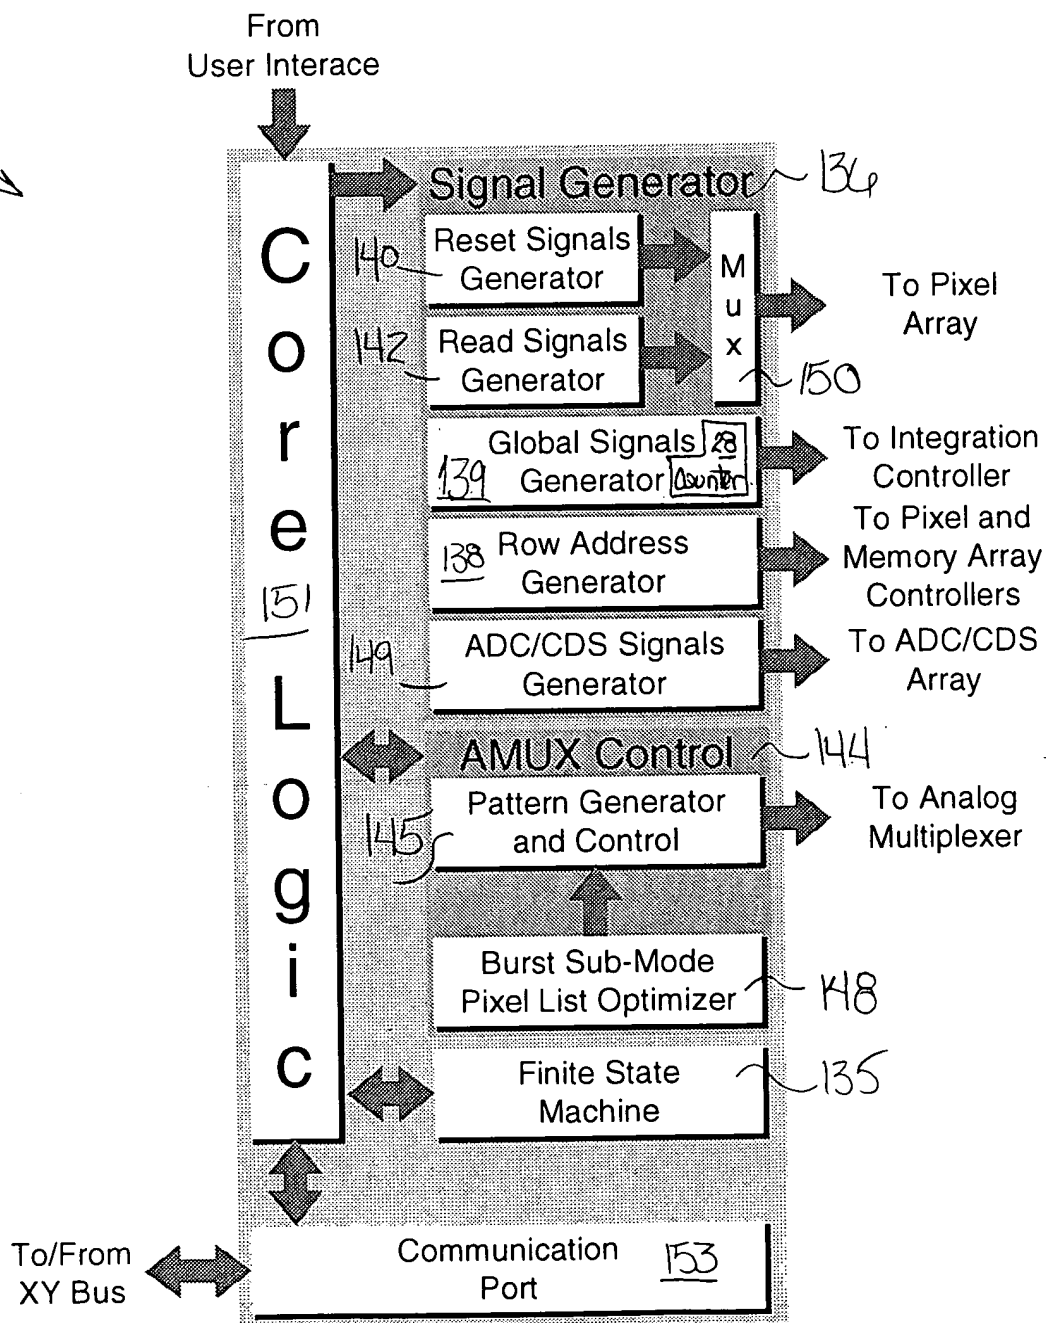 From
User Interace
Signal Generator
136
Core Logic
151
140
Reset Signals
Generator
Mux
To Pixel
Array
142
Read Signals
Generator
150
Global Signals
Generator
139
28
Counter
To Integration
Controller
138
Row Address
Generator
To Pixel and
Memory Array
Controllers
149
ADC/CDS Signals
Generator
To ADC/CDS
Array
AMUX Control
144
145
Pattern Generator
and Control
To Analog
Multiplexer
Burst Sub-Mode
Pixel List Optimizer
148
Finite State
Machine
135
To/From
XY Bus
Communication
Port
153